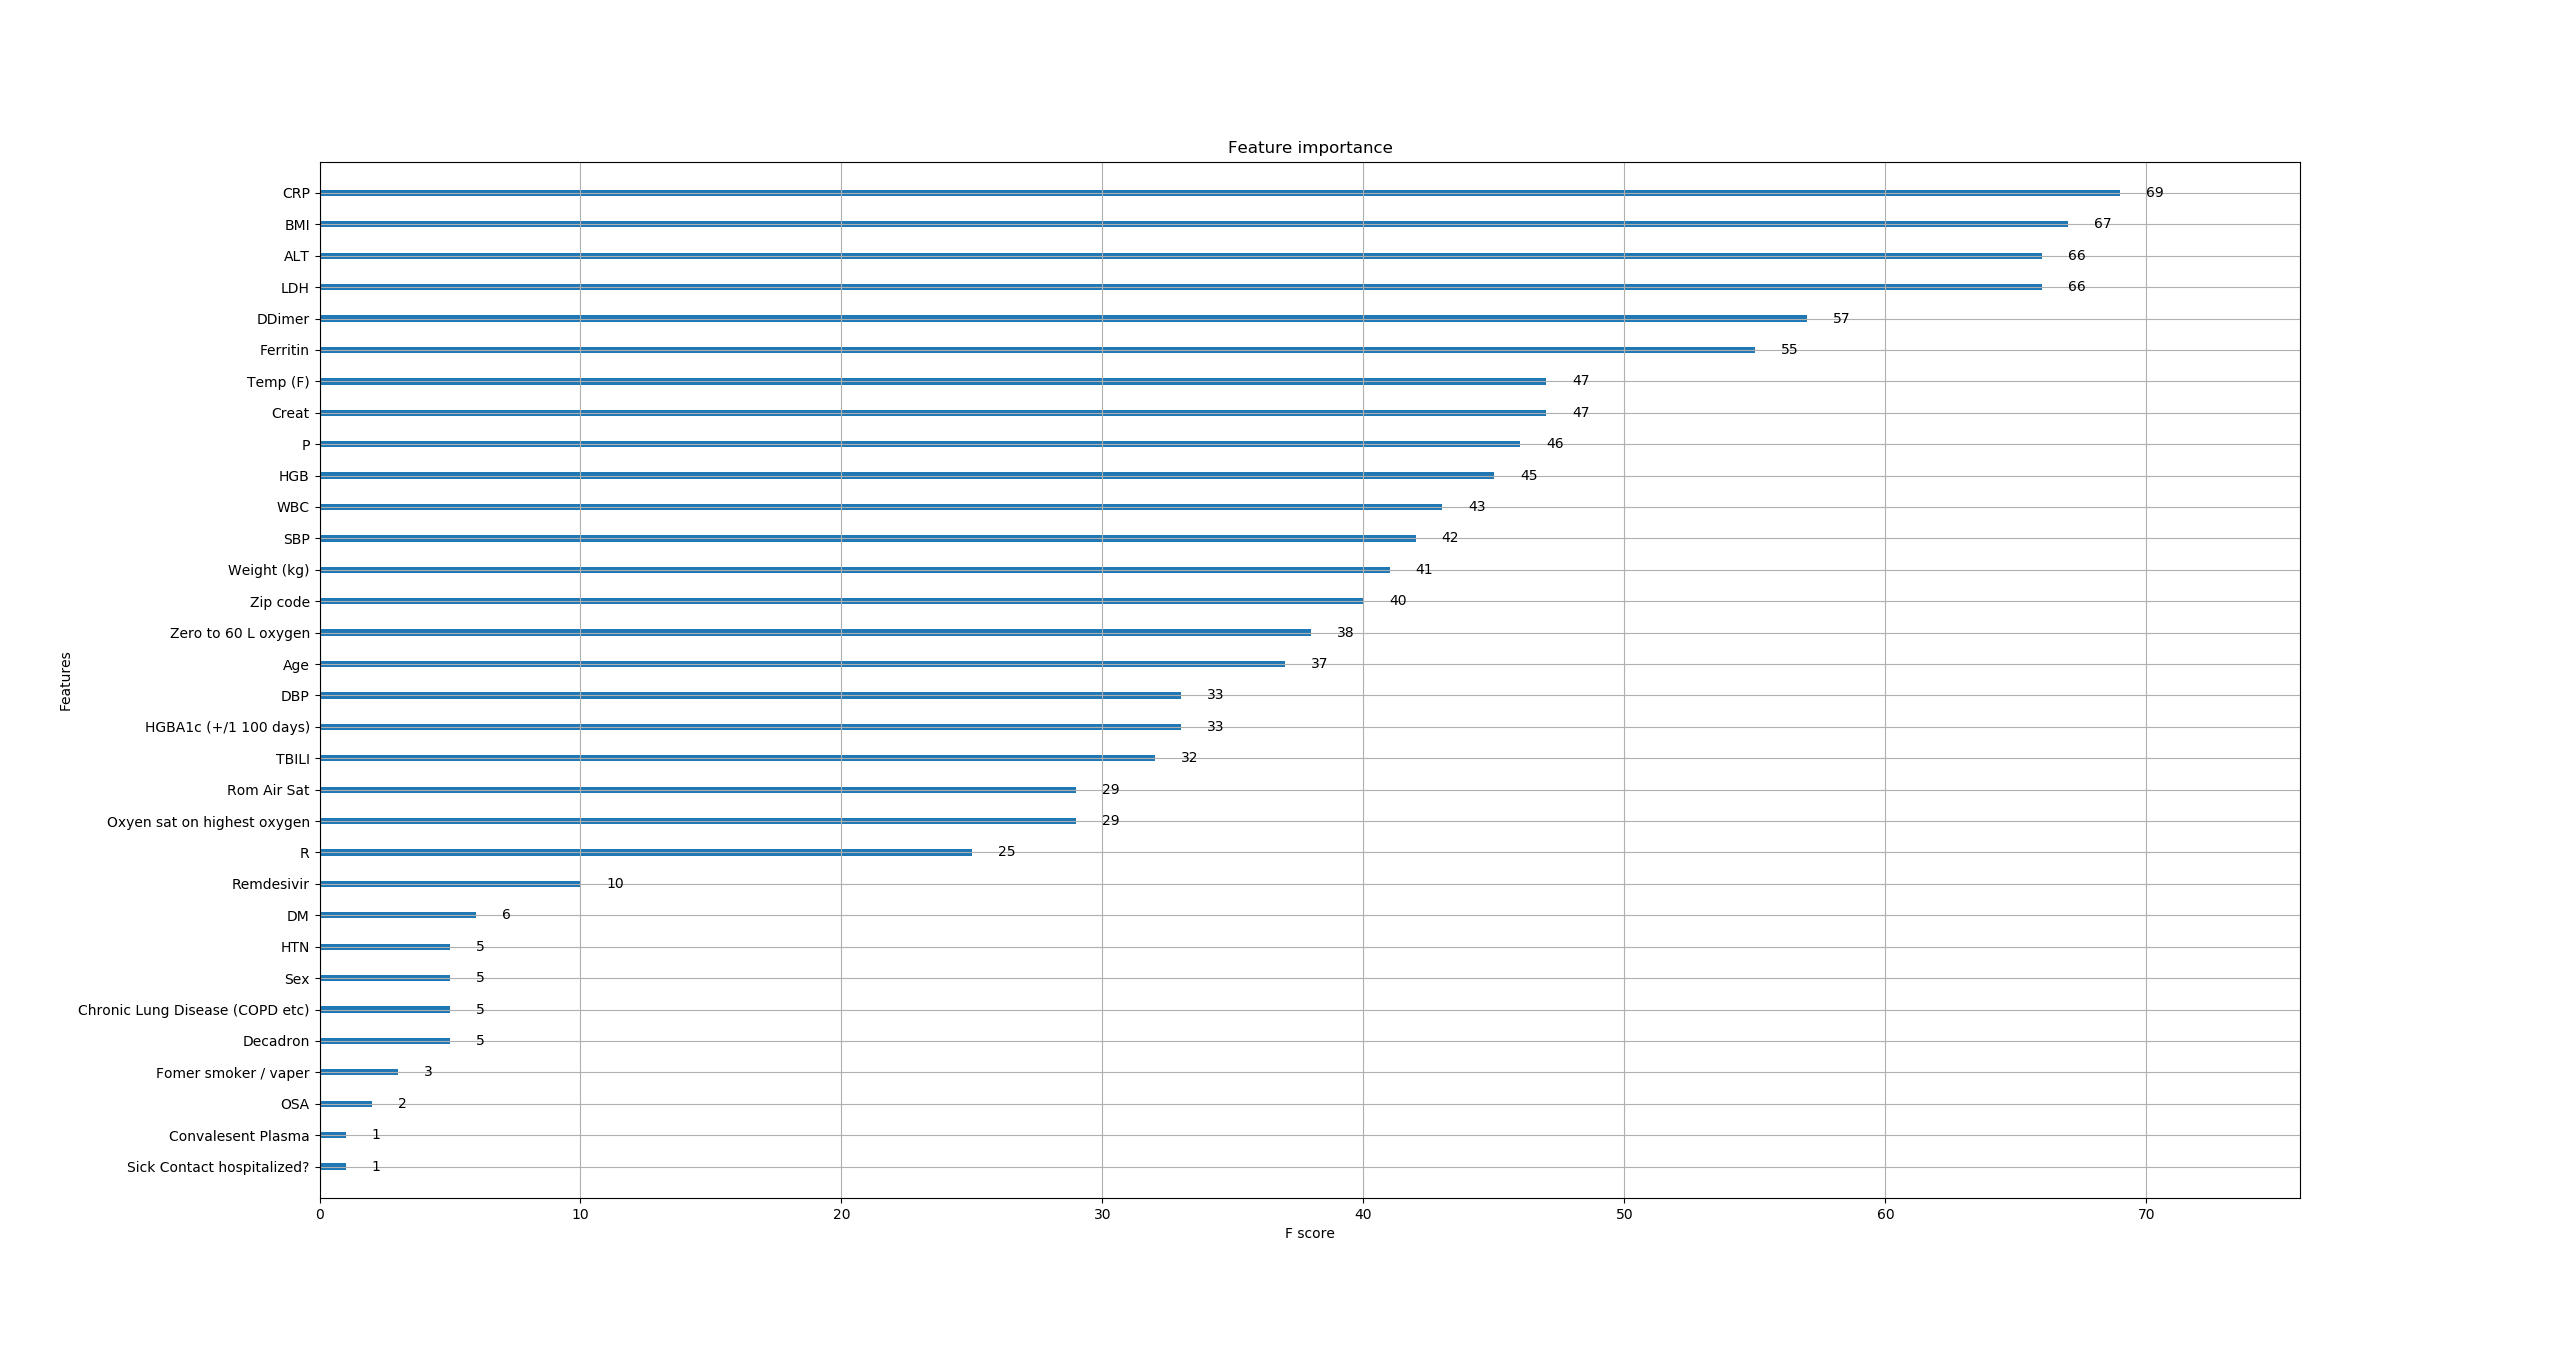 Feature importance
CRP 69
BMI 67
ALT 66
LDH 66
DDimer 57
Ferritin 55
Temp (F) 47
Creat 47
P 46
HGB 45
WBC 43
SBP 42
Weight (kg) 41
Zip code 40
Zero to 60 L oxygen 38
Age 37
DBP 33
HGBA1c (+/1 100 days) 33
TBILI 32
Rom Air Sat 29
Oxyen sat on highest oxygen 29
R 25
Remdesivir 10
DM 6
HTN 5
Sex 5
Chronic Lung Disease (COPD etc) 5
Decadron 5
Fomer smoker / vaper 3
OSA 2
Convalesent Plasma 1
Sick Contact hospitalized? 1
Features
0 10 20 30 40 50 60 70
F score